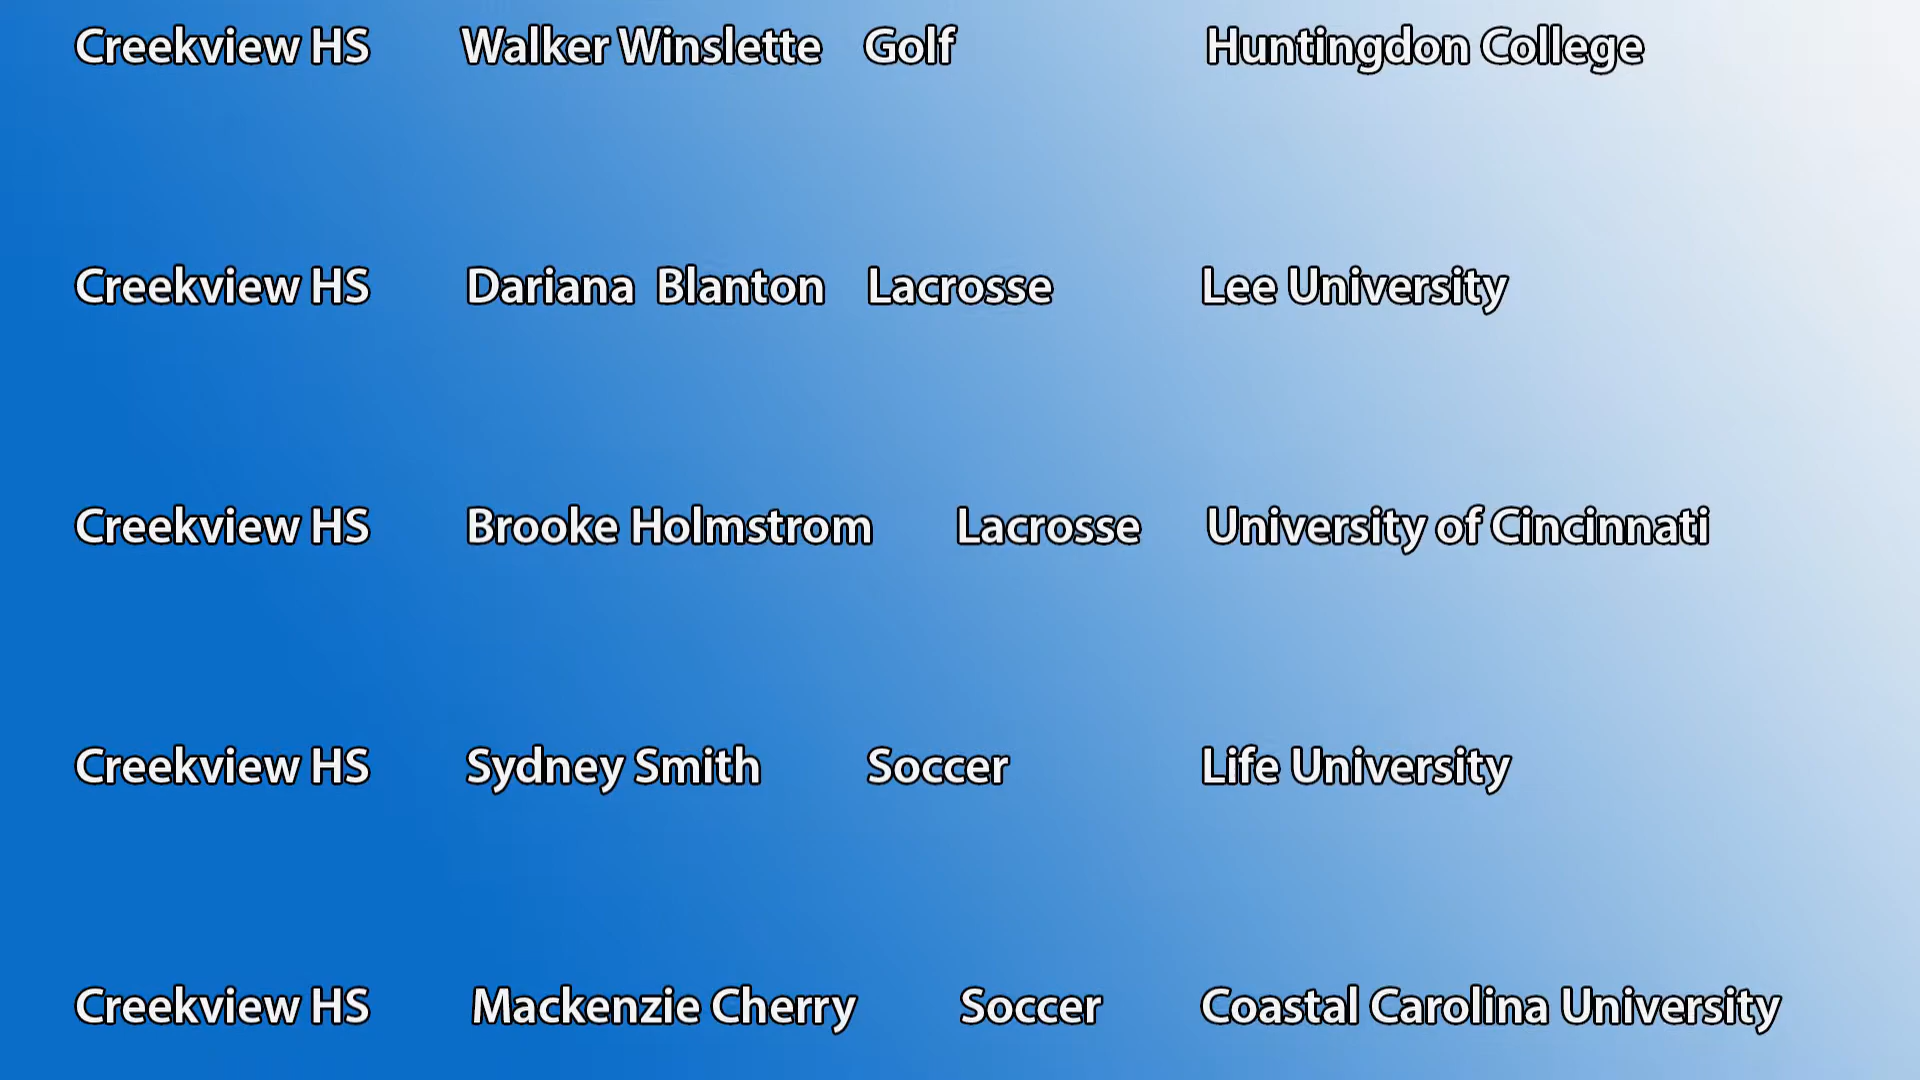 Creekview HS Walker Winslette Golf Huntingdon College
Creekview HS Dariana Blanton Lacrosse Lee University
Creekview HS Brooke Holmstrom Lacrosse University of Cincinnati
Creekview HS Sydney Smith Soccer Life University
Creekview HS Mackenzie Cherry Soccer Coastal Carolina University